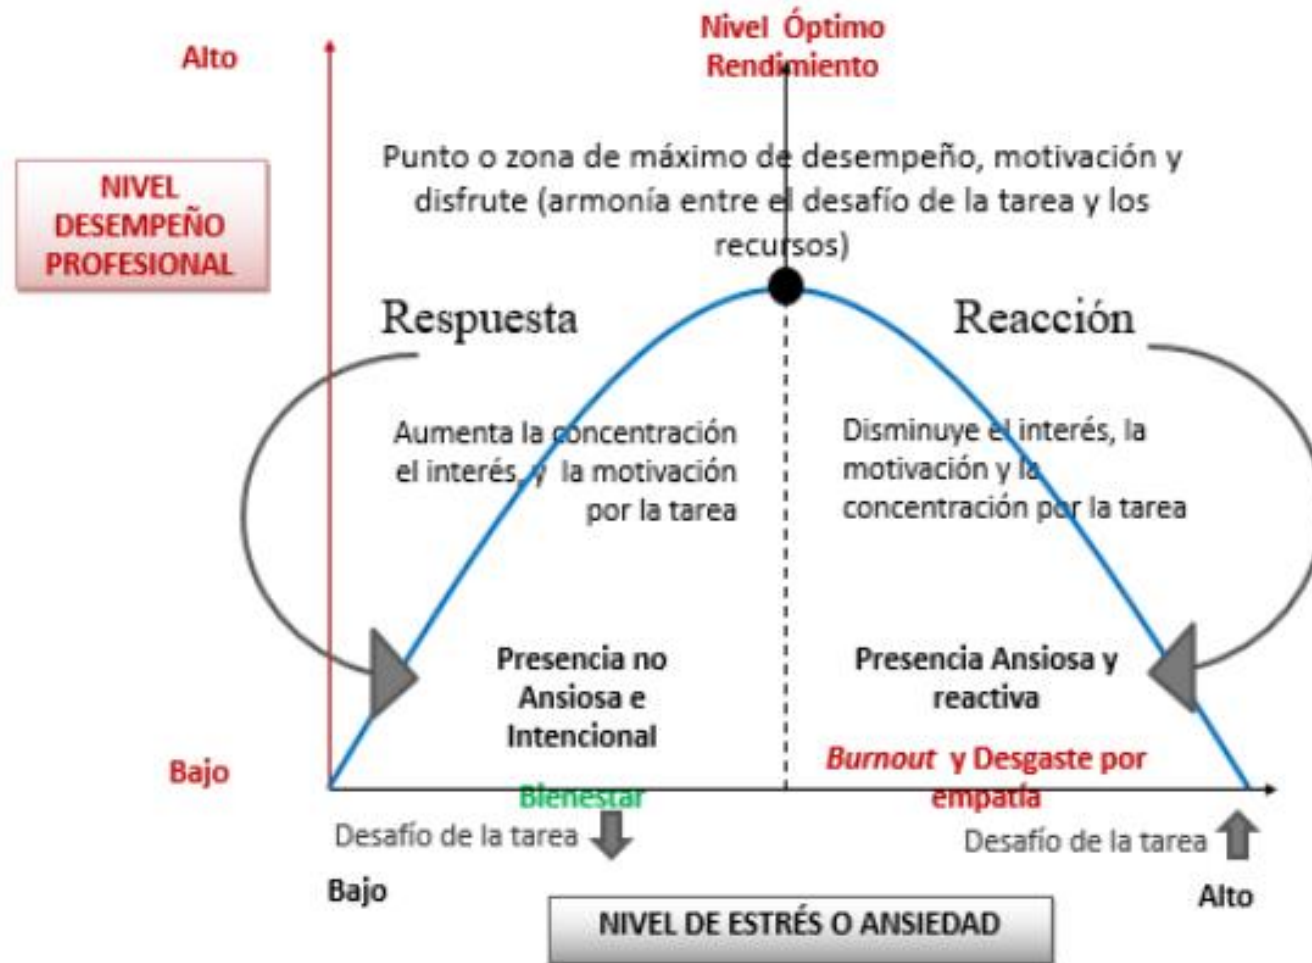 Nivel Óptimo
Rendimiento
Alto
Punto o zona de máximo de desempeño, motivación y
disfrute (armonía entre el desafío de la tarea y los
recursos)
NIVEL
DESEMPEÑO
PROFESIONAL
Respuesta
Reacción
Aumenta la concentración
el interés, y la motivación
por la tarea
Disminuye el interés, la
motivación y la
concentración por la tarea
Presencia no
Ansiosa e
Intencional
Presencia Ansiosa y
reactiva
Bajo
Bienestar
Burnout y Desgaste por
empatía
Desafío de la tarea
Desafío de la tarea
Bajo
Alto
NIVEL DE ESTRÉS O ANSIEDAD